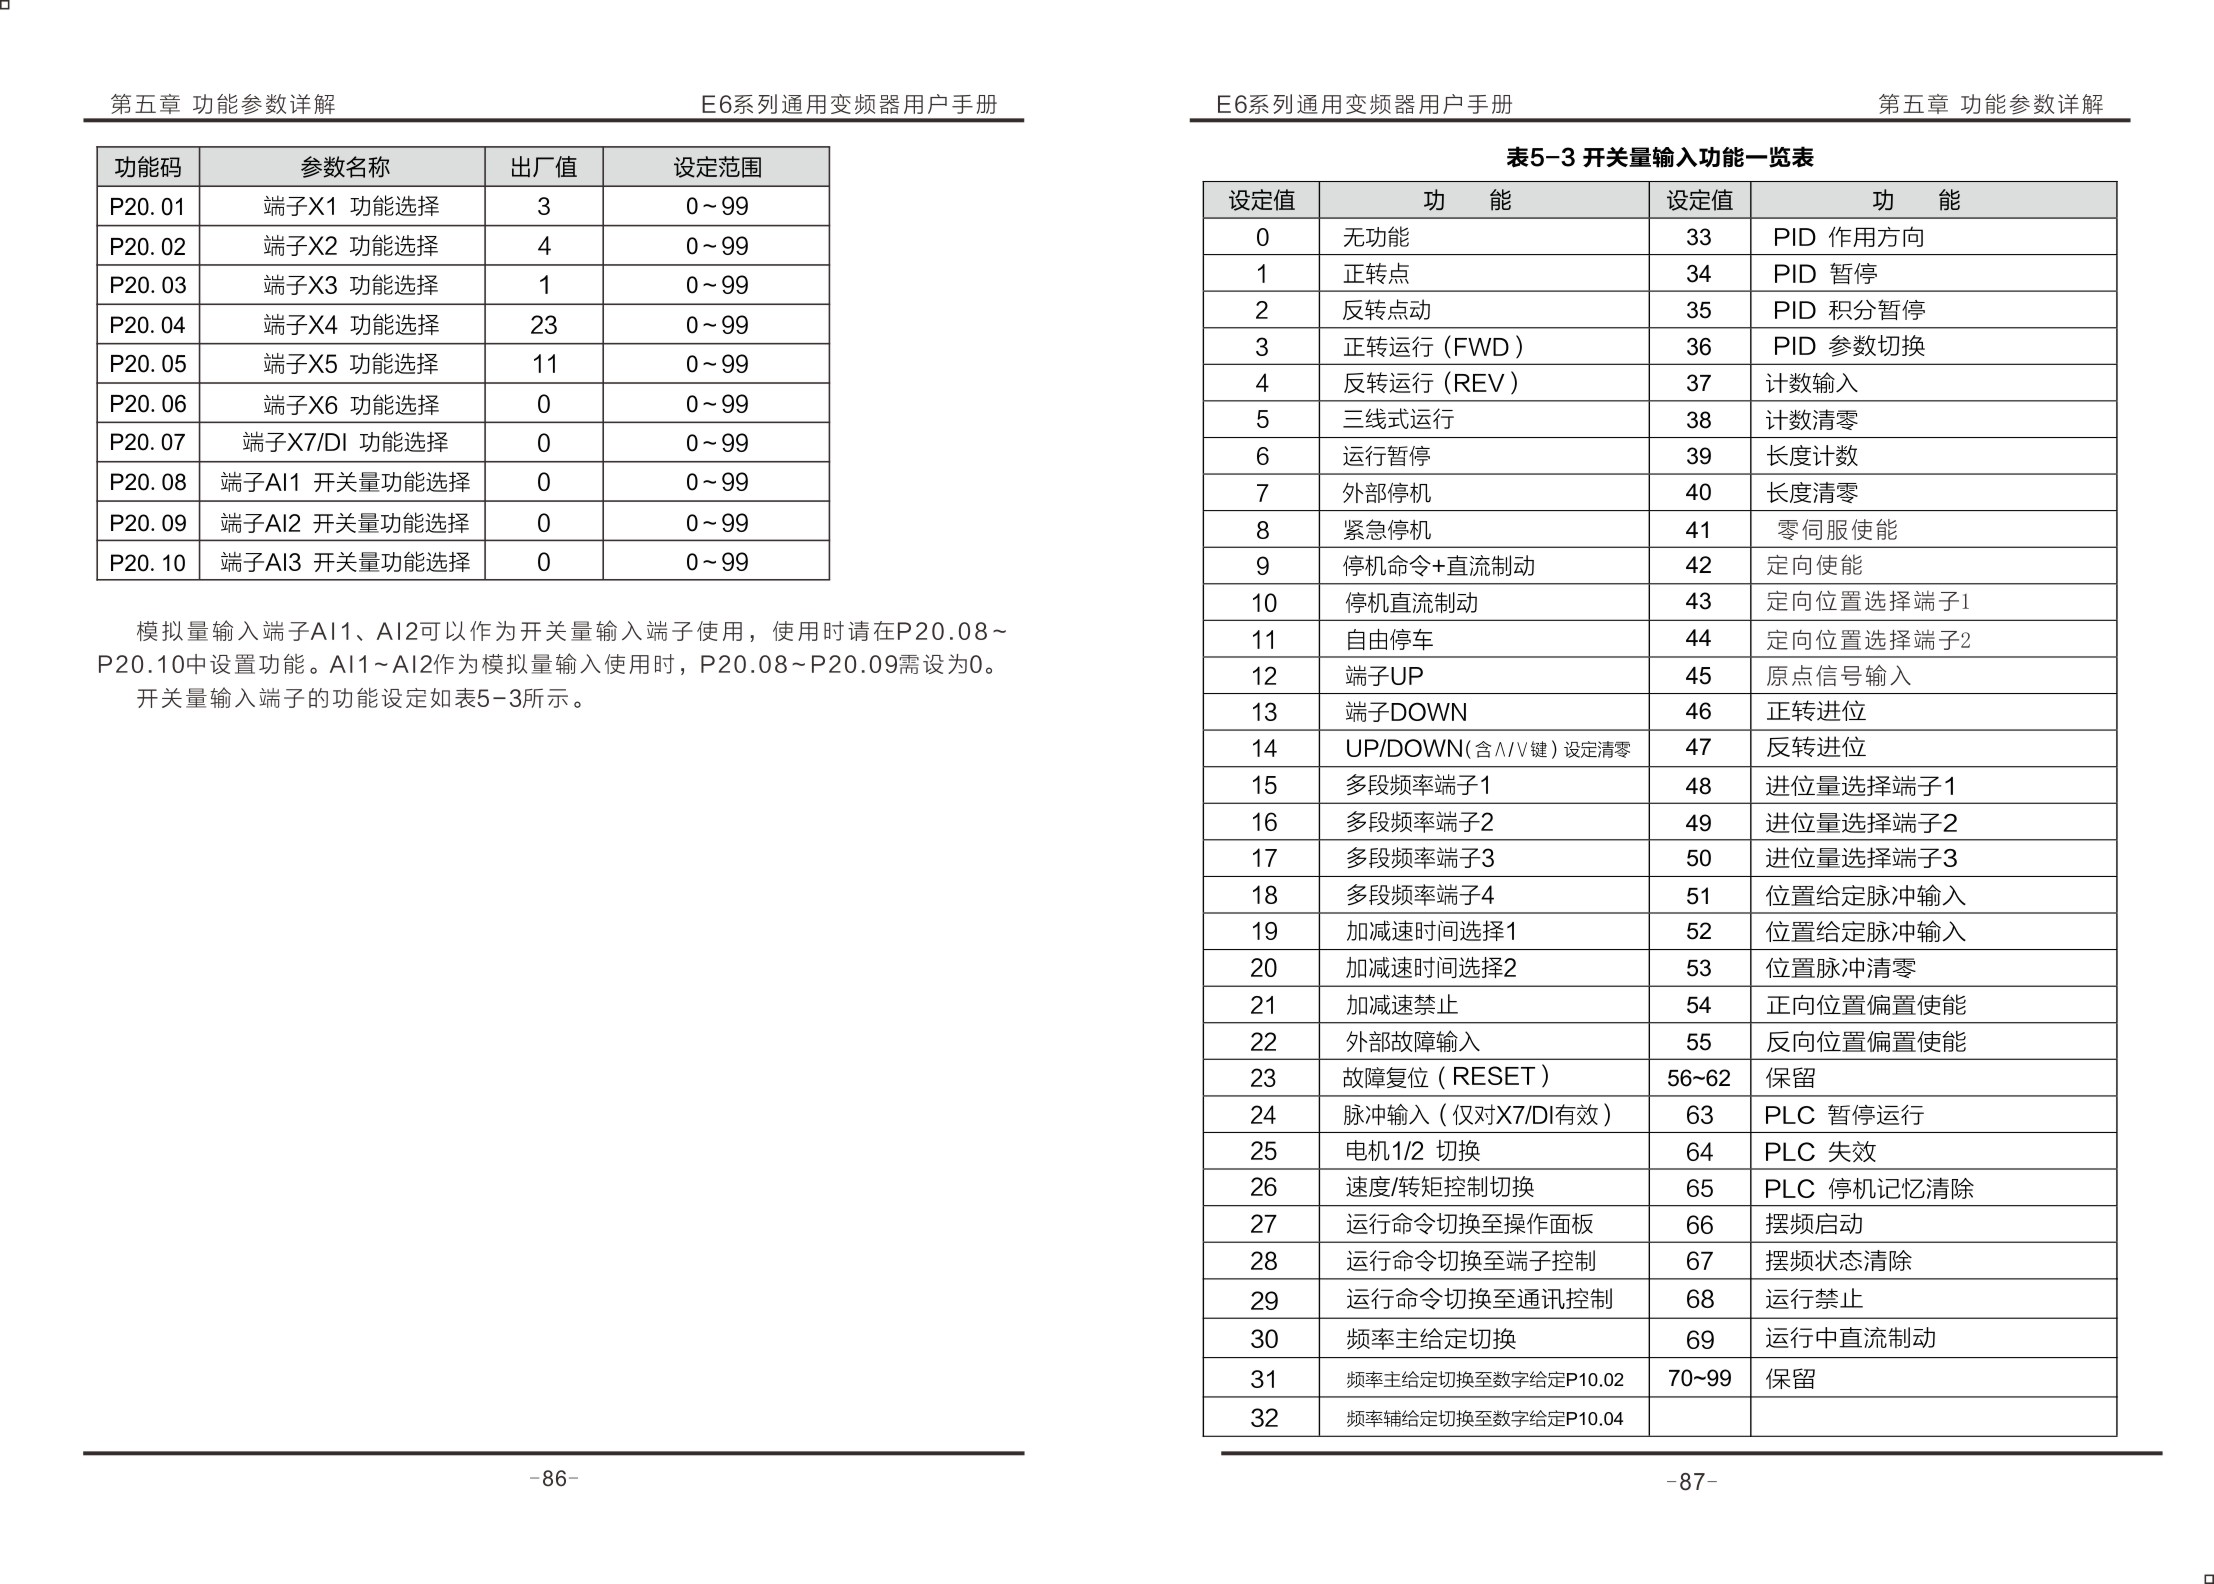 第五章 功能参数详解 E6系列通用变频器用户手册
功能码 参数名称 出厂值 设定范围
P20.01 端子X1 功能选择 3 0~99
P20.02 端子X2 功能选择 4 0~99
P20.03 端子X3 功能选择 1 0~99
P20.04 端子X4 功能选择 23 0~99
P20.05 端子X5 功能选择 11 0~99
P20.06 端子X6 功能选择 0 0~99
P20.07 端子X7/DI 功能选择 0 0~99
P20.08 端子AI1 开关量功能选择 0 0~99
P20.09 端子AI2 开关量功能选择 0 0~99
P20.10 端子AI3 开关量功能选择 0 0~99
模拟量输入端子AI1、AI2可以作为开关量输入端子使用，使用时请在P20.08~
P20.10中设置功能。AI1~AI2作为模拟量输入使用时，P20.08~P20.09需设为0。
开关量输入端子的功能设定如表5-3所示。
-86-
E6系列通用变频器用户手册 第五章 功能参数详解
表5-3 开关量输入功能一览表
设定值 功 能 设定值 功 能
0 无功能 33 PID 作用方向
1 正转点 34 PID 暂停
2 反转点动 35 PID 积分暂停
3 正转运行（FWD） 36 PID 参数切换
4 反转运行（REV） 37 计数输入
5 三线式运行 38 计数清零
6 运行暂停 39 长度计数
7 外部停机 40 长度清零
8 紧急停机 41 零伺服使能
9 停机命令+直流制动 42 定向使能
10 停机直流制动 43 定向位置选择端子1
11 自由停车 44 定向位置选择端子2
12 端子UP 45 原点信号输入
13 端子DOWN 46 正转进位
14 UP/DOWN(含∧/∨键）设定清零 47 反转进位
15 多段频率端子1 48 进位量选择端子1
16 多段频率端子2 49 进位量选择端子2
17 多段频率端子3 50 进位量选择端子3
18 多段频率端子4 51 位置给定脉冲输入
19 加减速时间选择1 52 位置给定脉冲输入
20 加减速时间选择2 53 位置脉冲清零
21 加减速禁止 54 正向位置偏置使能
22 外部故障输入 55 反向位置偏置使能
23 故障复位（RESET） 56~62 保留
24 脉冲输入（仅对X7/DI有效） 63 PLC 暂停运行
25 电机1/2 切换 64 PLC 失效
26 速度/转矩控制切换 65 PLC 停机记忆清除
27 运行命令切换至操作面板 66 摆频启动
28 运行命令切换至端子控制 67 摆频状态清除
29 运行命令切换至通讯控制 68 运行禁止
30 频率主给定切换 69 运行中直流制动
31 频率主给定切换至数字给定P10.02 70~99 保留
32 频率辅给定切换至数字给定P10.04
-87-